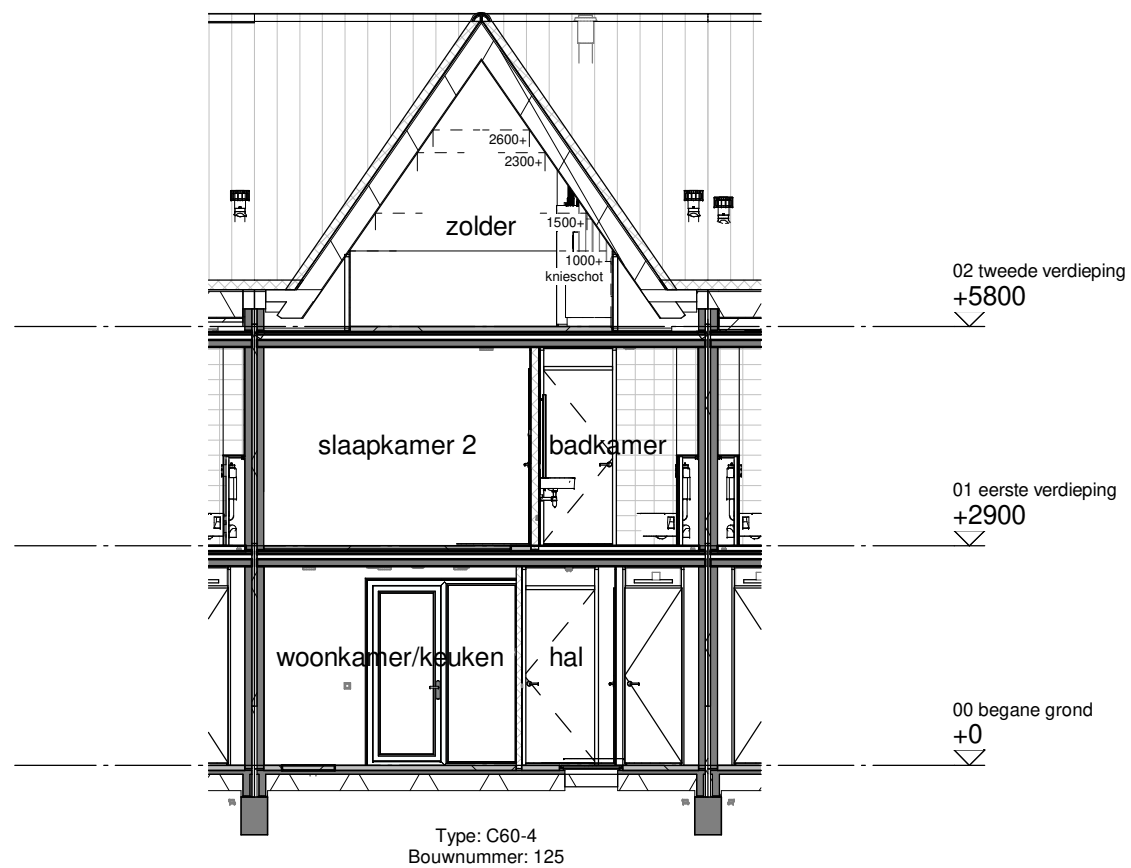 2600+
2300+
zolder
1500+
1000+
knieschot
02 tweede verdieping
+5800
slaapkamer 2
badkamer
01 eerste verdieping
+2900
woonkamer/keuken
hal
00 begane grond
+0
Type: C60-4
Bouwnummer: 125